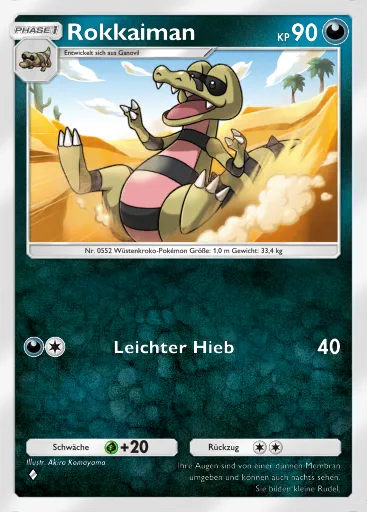 PHASE 1
Rokkaiman
KP 90
Entwickelt sich aus Ganovil
Nr. 0552 Wüstenkroko-Pokémon Größe: 1,0 m Gewicht: 33,4 kg
Leichter Hieb 40
Schwäche +20 Rückzug
Illustr. Akira Komayama
Ihre Augen sind von einer dünnen Membran
umgeben und können auch nachts sehen.
Sie bilden kleine Rudel.